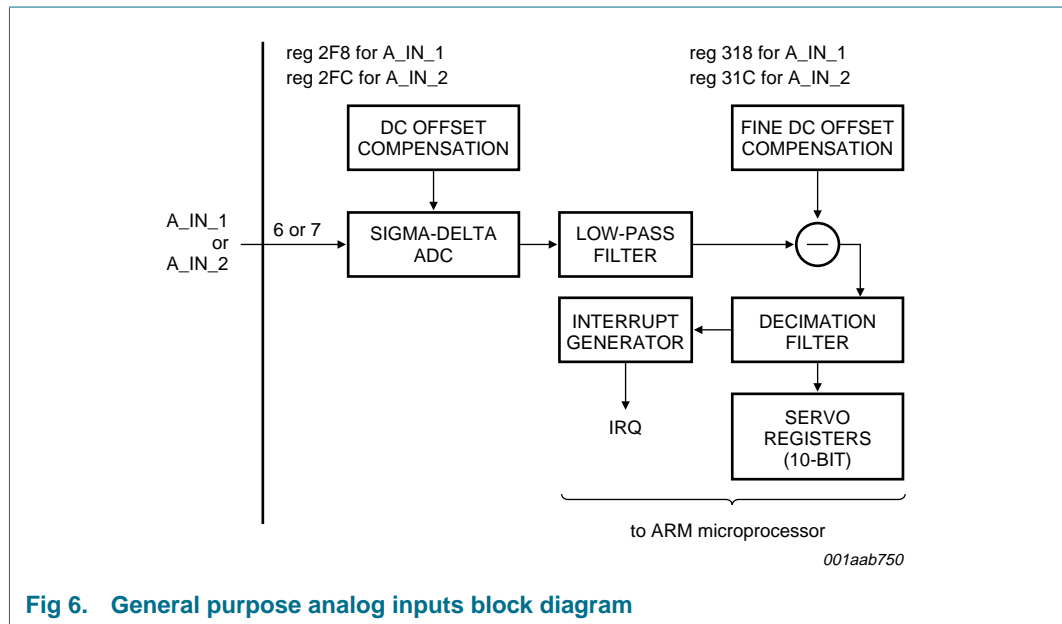 reg 2F8 for A_IN_1
reg 2FC for A_IN_2
reg 318 for A_IN_1
reg 31C for A_IN_2
DC OFFSET
COMPENSATION
FINE DC OFFSET
COMPENSATION
A_IN_1
or
A_IN_2
6 or 7
SIGMA-DELTA
ADC
LOW-PASS
FILTER
—
INTERRUPT
GENERATOR
DECIMATION
FILTER
IRQ
SERVO
REGISTERS
(10-BIT)
to ARM microprocessor
001aab750
Fig 6. General purpose analog inputs block diagram